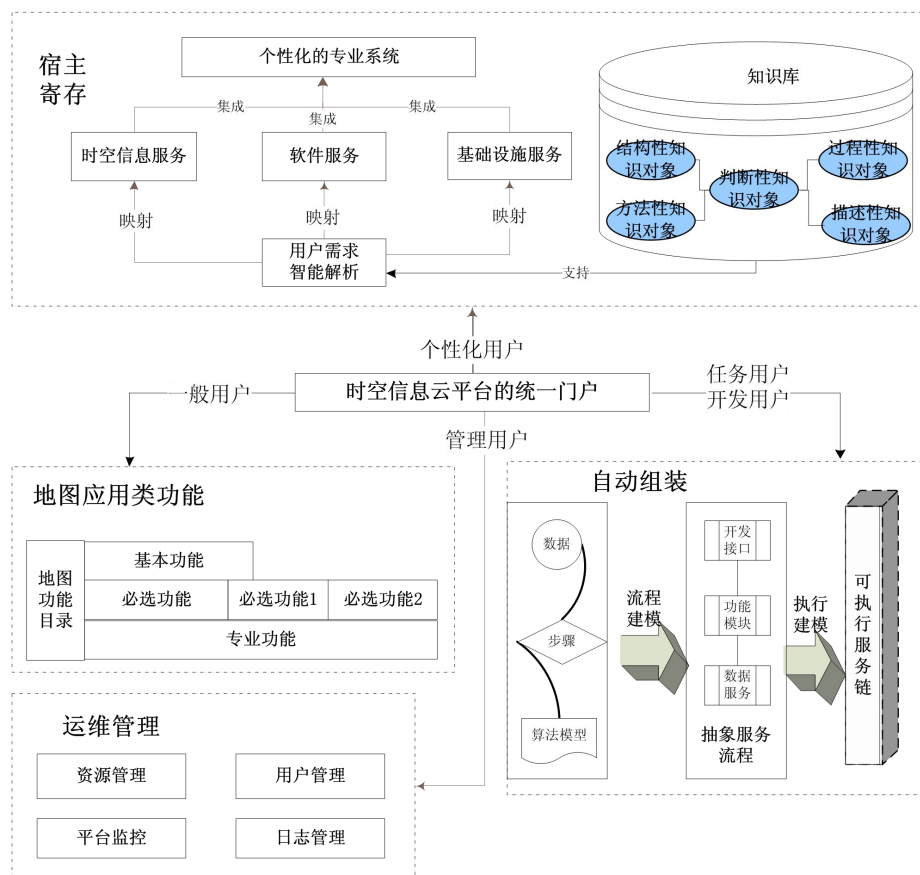 宿主
寄存
个性化的专业系统
集成
集成
集成
时空信息服务
软件服务
基础设施服务
映射
映射
映射
用户需求
智能解析
知识库
结构性知
识对象
过程性知
识对象
判断性知
识对象
方法性知
识对象
描述性知
识对象
支持
个性化用户
一般用户
时空信息云平台的统一门户
任务用户
开发用户
管理用户
地图应用类功能
地图
功能
目录
基本功能
必选功能
必选功能1
必选功能2
专业功能
自动组装
数据
步骤
算法模型
流程
建模
开发
接口
功能
模块
数据
服务
抽象服务
流程
执行
建模
可执行服务链
运维管理
资源管理
用户管理
平台监控
日志管理